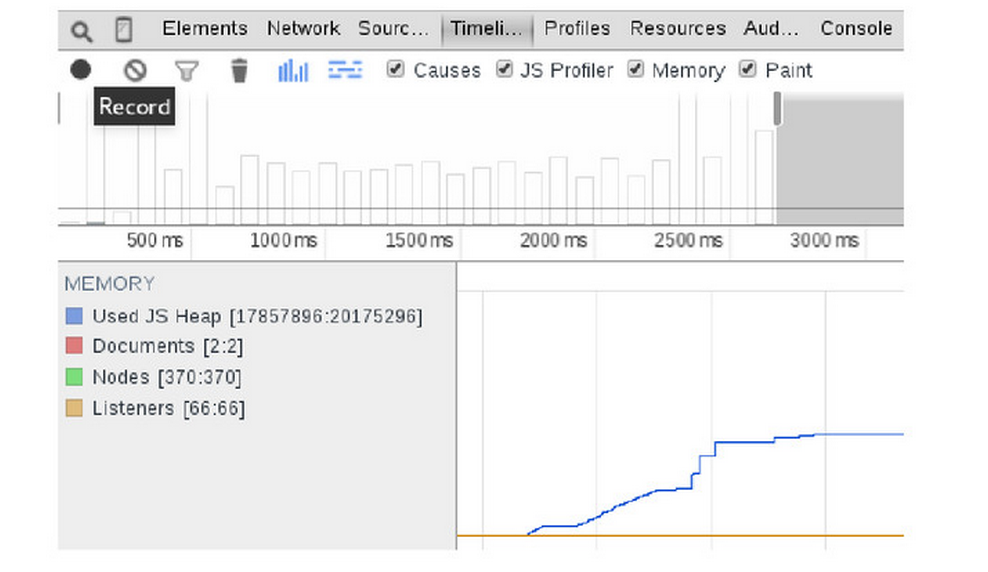 Elements Network Sourc... Timeli... Profiles Resources Aud... Console
Causes JS Profiler Memory Paint
Record
500 ms 1000 ms 1500 ms 2000 ms 2500 ms 3000 ms
MEMORY
Used JS Heap [17857896:20175296]
Documents [2:2]
Nodes [370:370]
Listeners [66:66]